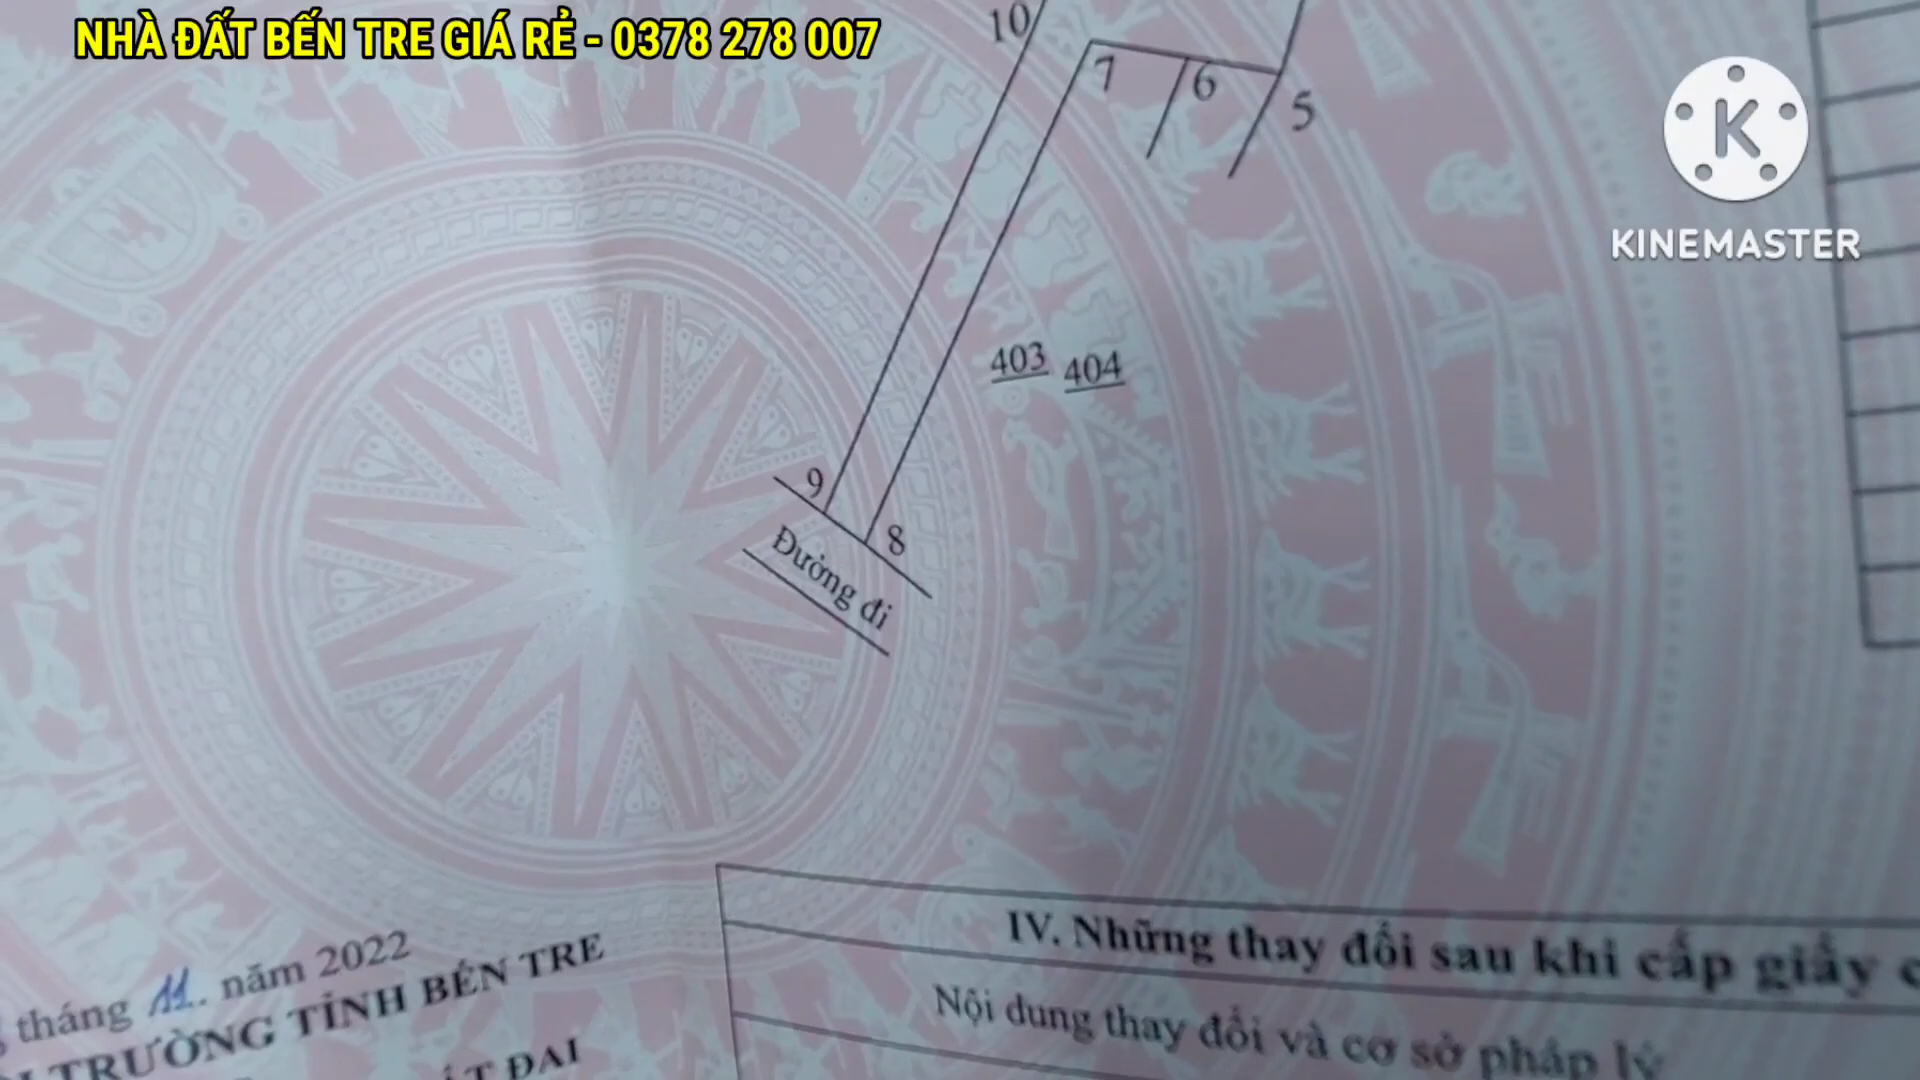 NHÀ ĐẤT BẾN TRE GIÁ RẺ - 0378 278 007
10
7
6
5
KINEMASTER
403 404
9
8
Đường đi
tháng 11.. năm 2022
TRƯỜNG TỈNH BẾN TRE
ĐAI
IV. Những thay đổi sau khi cấp giấy
Nội dung thay đổi và cơ sở pháp lý